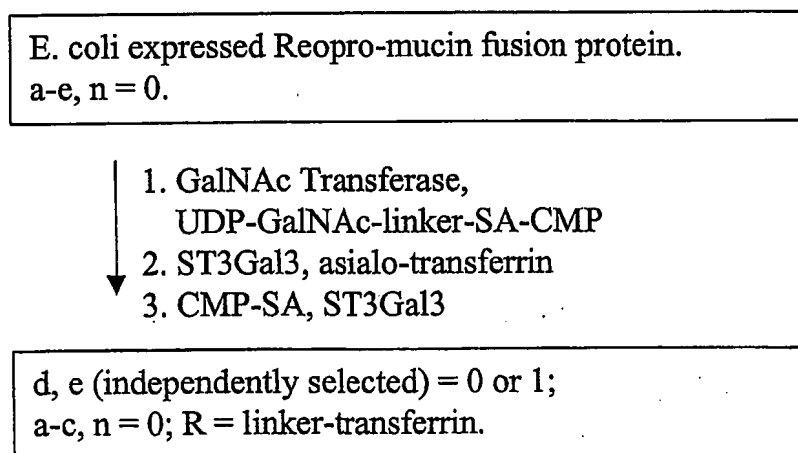 E. coli expressed Reopro-mucin fusion protein.
a-e, n = 0.
1. GalNAc Transferase,
UDP-GalNAc-linker-SA-CMP
2. ST3Gal3, asialo-transferrin
3. CMP-SA, ST3Gal3
d, e (independently selected) = 0 or 1;
a-c, n = 0; R = linker-transferrin.